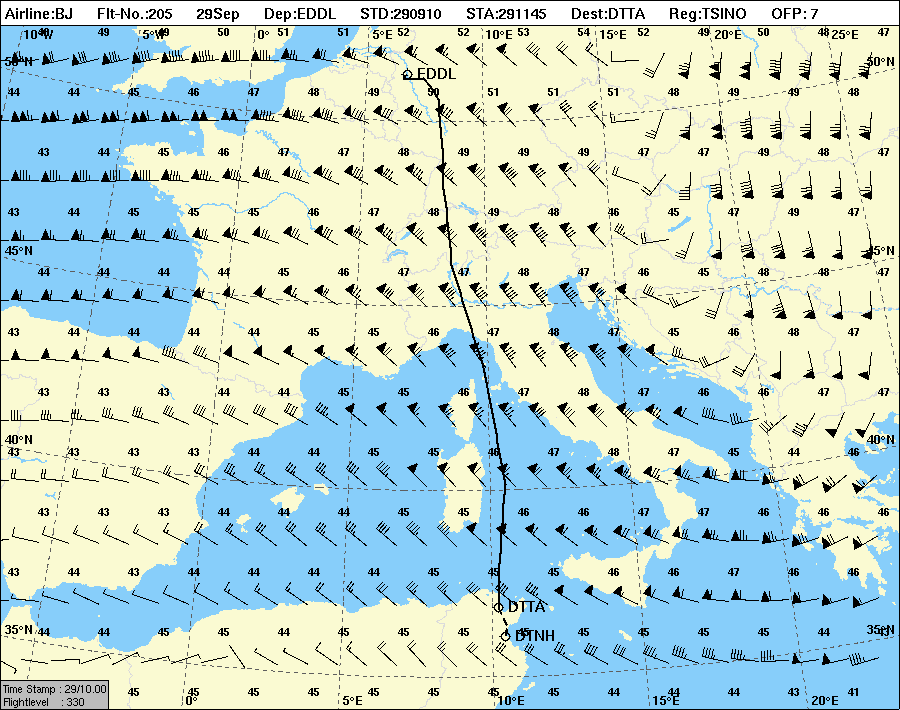 Airline:BJ Flt-No:205 29Sep Dep:EDDL STD:290910 STA:291145 Dest:DTTA Reg:TSINO OFP: 7
10°W 5°W 0° 51 51 5°E 52 52 10°E 53 54 15°E 52 20°E 50 49 25°E 47
50°N EDDL 50°N
44 44 45 46 47 49 50 51 51 51 50 49 48
43 44 45 46 47 48 49 49 49 50 49 49 48
43 44 44 45 45 46 47 48 49 48 48 47 49 48 48
45°N 45°N
44 44 44 45 45 46 47 47 47 47 47 47 48 47
43 44 44 45 45 46 46 47 48 47 47 48 48 47
43 43 43 44 44 45 45 46 47 47 47 47 47 47
40°N 40°N
43 43 43 44 44 45 45 46 46 46 47 47 46 46
43 43 44 44 44 45 45 45 46 46 46 47 46 46
43 44 44 44 45 45 45 45 45 46 46 46 46 46
DTTA
35°N DTNH 35°N
43 44 45 45 44 44 45 45 45 45 45 45 45 45 45
45 0° 44 44 5°E 45 45 10°E 44 44 15°E 44 43 20°E 42 41
Time Stamp : 29/10.00
Flightlevel : 330